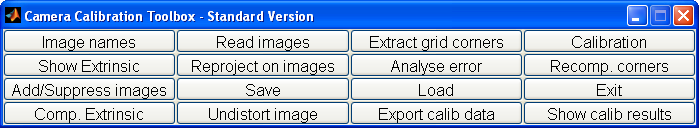 Camera Calibration Toolbox - Standard Version
Image names Read images Extract grid corners Calibration
Show Extrinsic Reproject on images Analyse error Recomp. corners
Add/Suppress images Save Load Exit
Comp. Extrinsic Undistort image Export calib data Show calib results